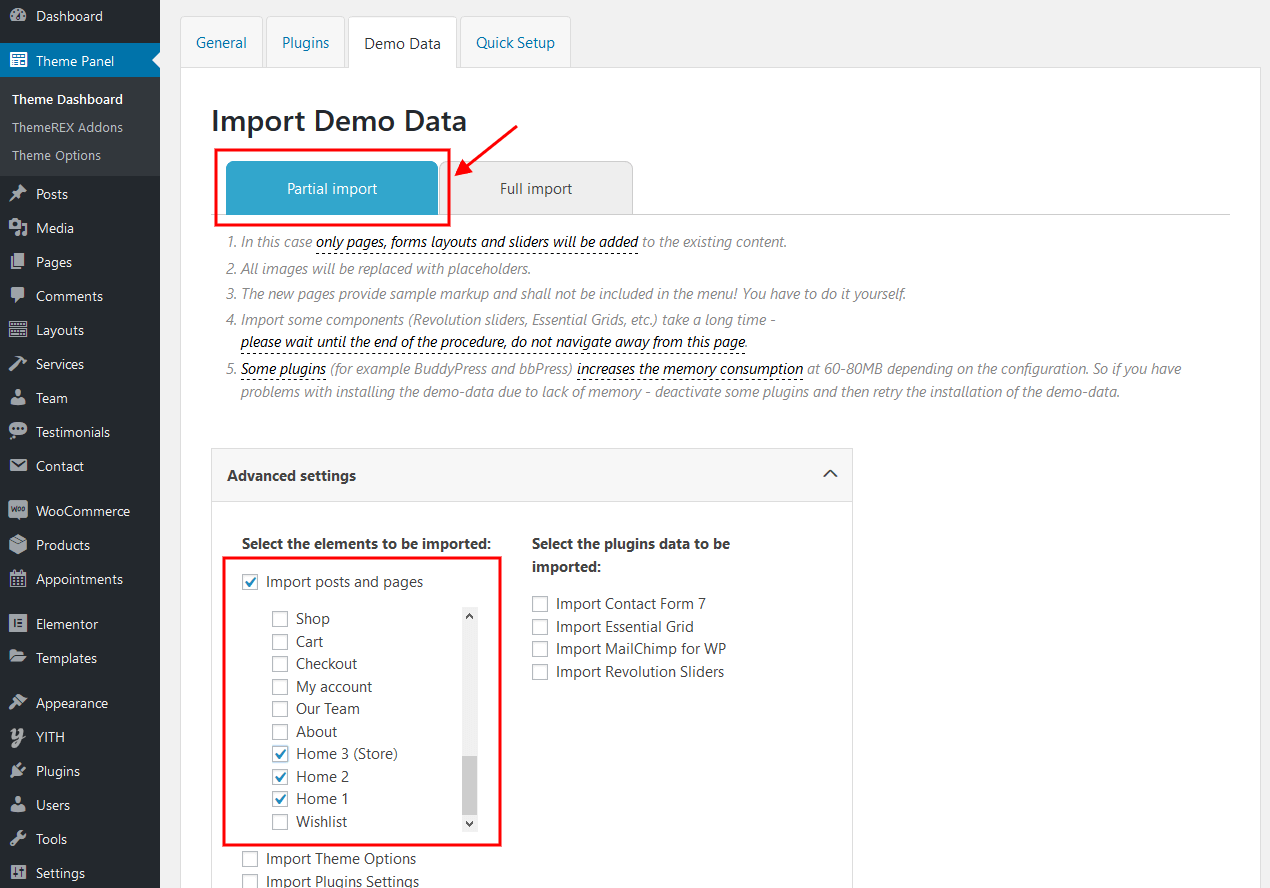 Dashboard
Theme Panel
Theme Dashboard
ThemeREX Addons
Theme Options
Posts
Media
Pages
Comments
Layouts
Services
Team
Testimonials
Contact
WOO
WooCommerce
Products
Appointments
Elementor
Templates
Appearance
YITH
Plugins
Users
Tools
Settings
General
Plugins
Demo Data
Quick Setup
Import Demo Data
Partial import
Full import
1. In this case only pages, forms layouts and sliders will be added to the existing content.
2. All images will be replaced with placeholders.
3. The new pages provide sample markup and shall not be included in the menu! You have to do it yourself.
4. Import some components (Revolution sliders, Essential Grids, etc.) take a long time -
please wait until the end of the procedure, do not navigate away from this page.
5. Some plugins (for example BuddyPress and bbPress) increases the memory consumption at 60-80MB depending on the configuration. So if you have
problems with installing the demo-data due to lack of memory - deactivate some plugins and then retry the installation of the demo-data.
Advanced settings
Select the elements to be imported:
Import posts and pages
Shop
Cart
Checkout
My account
Our Team
About
Home 3 (Store)
Home 2
Home 1
Wishlist
Import Theme Options
Import Plugins Settings
Select the plugins data to be
imported:
Import Contact Form 7
Import Essential Grid
Import MailChimp for WP
Import Revolution Sliders